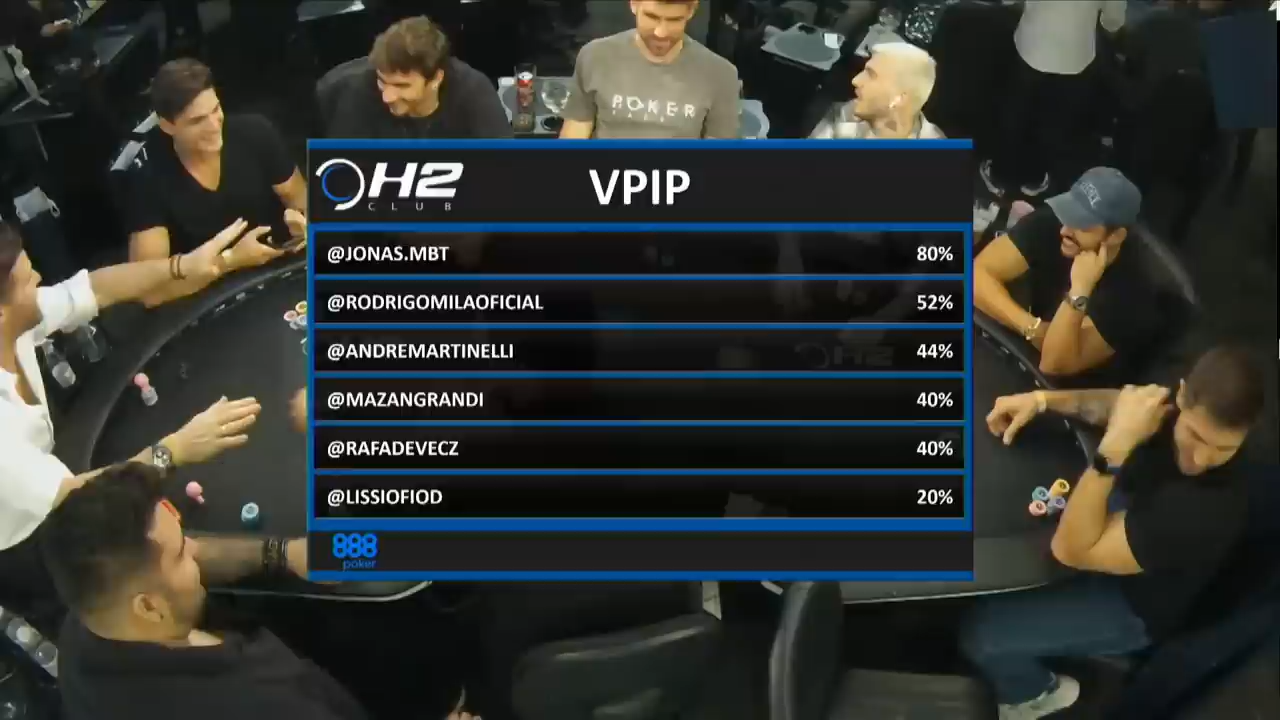 POKER
H2
CLUB
VPIP
@JONAS.MBT 80%
@RODRIGOMILAOFICIAL 52%
@ANDREMARTINELLI 44%
@MAZANGRANDI 40%
@RAFADEVECZ 40%
@LISSIOFIOD 20%
H2
888
poker